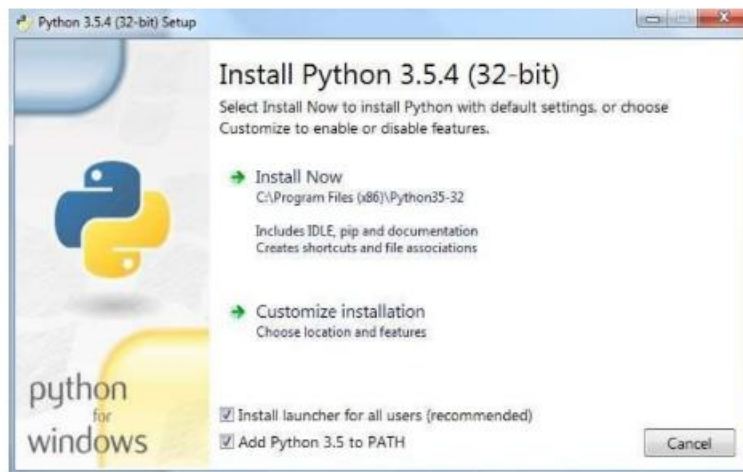 Python 3.5.4 (32-bit) Setup
Install Python 3.5.4 (32-bit)
Select Install Now to install Python with default settings, or choose
Customize to enable or disable features.
Install Now
C:\Program Files (x86)\Python35-32
Includes IDLE, pip and documentation
Creates shortcuts and file associations
Customize installation
Choose location and features
python
for
windows
Install launcher for all users (recommended)
Add Python 3.5 to PATH
Cancel